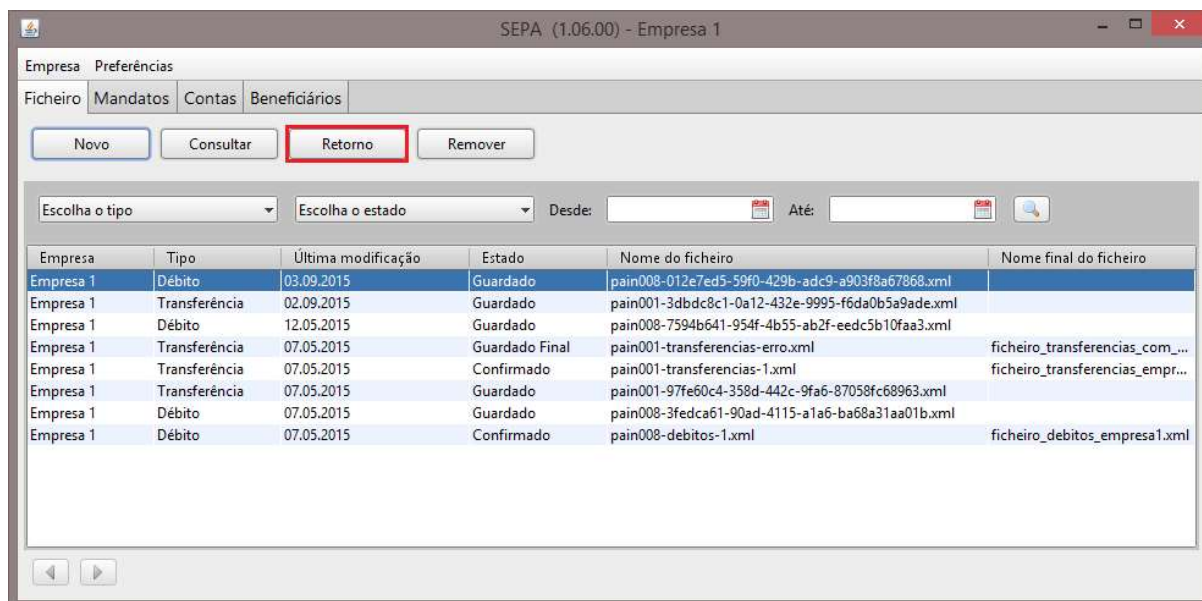 SEPA (1.06.00) - Empresa 1
Empresa Preferências
Ficheiro Mandatos Contas Beneficiários
Novo Consultar Retorno Remover
Escolha o tipo Escolha o estado Desde: Até:
Empresa Tipo Última modificação Estado Nome do ficheiro Nome final do ficheiro
Empresa 1 Débito 03.09.2015 Guardado pain008-012e7ed5-59f0-429b-adc9-a903f8a67868.xml
Empresa 1 Transferência 02.09.2015 Guardado pain001-3dbdc8c1-0a12-432e-9995-f6da0b5a9ade.xml
Empresa 1 Débito 12.05.2015 Guardado pain008-7594b641-954f-4b55-ab2f-eedc5b10faa3.xml
Empresa 1 Transferência 07.05.2015 Guardado Final pain001-transferencias-erro.xml ficheiro_transferencias_com_...
Empresa 1 Transferência 07.05.2015 Confirmado pain001-transferencias-1.xml ficheiro_transferencias_empr...
Empresa 1 Transferência 07.05.2015 Guardado pain001-97fe60c4-358d-442c-9fa6-87058fc68963.xml
Empresa 1 Débito 07.05.2015 Guardado pain008-3fedca61-90ad-4115-a1a6-ba68a31aa01b.xml
Empresa 1 Débito 07.05.2015 Confirmado pain008-debitos-1.xml ficheiro_debitos_empresa1.xml